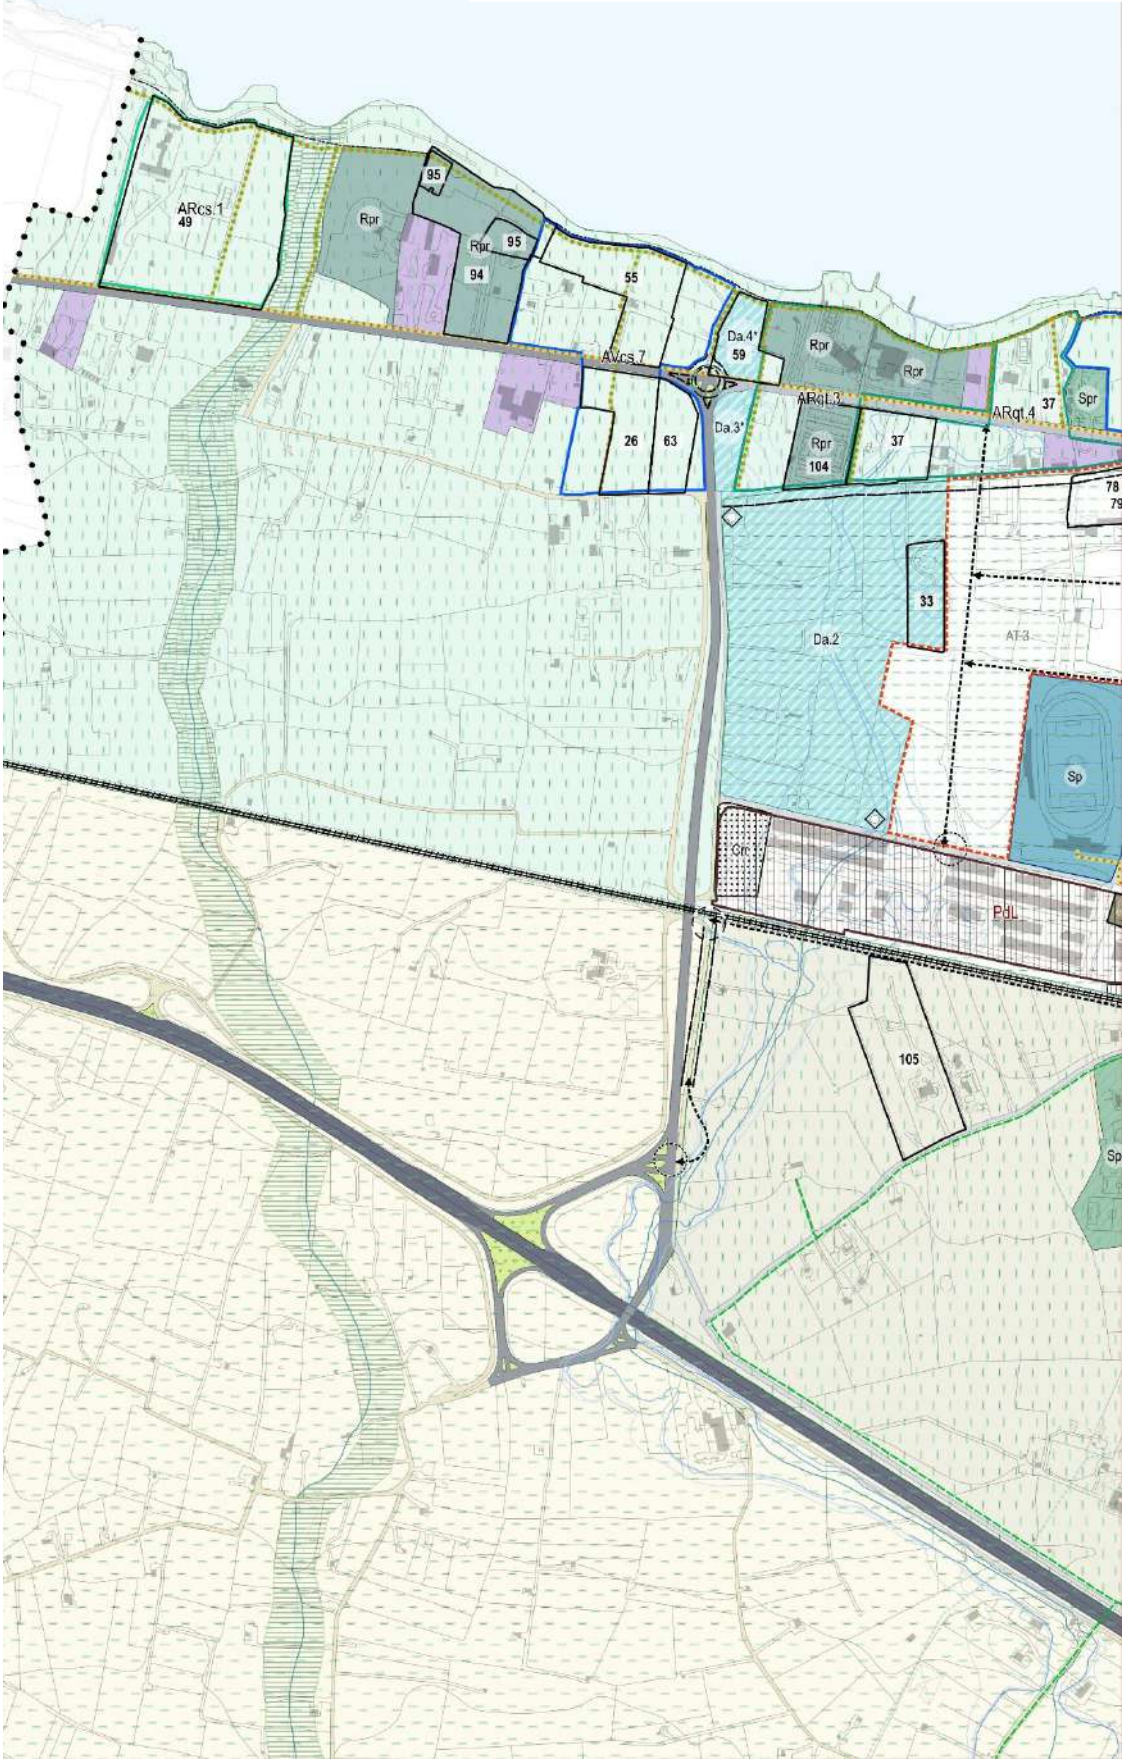 95
ARcs.1
49
Rpr
Rpr
95
94
55
Da.4*
59
Rpr
Rpr
AVcs.7
ARqt.3
ARqt.4
37
Spr
Da.3*
26
63
Rpr
104
37
78
79
33
AT-3
Da.2
Sp
PdL
105
Sp